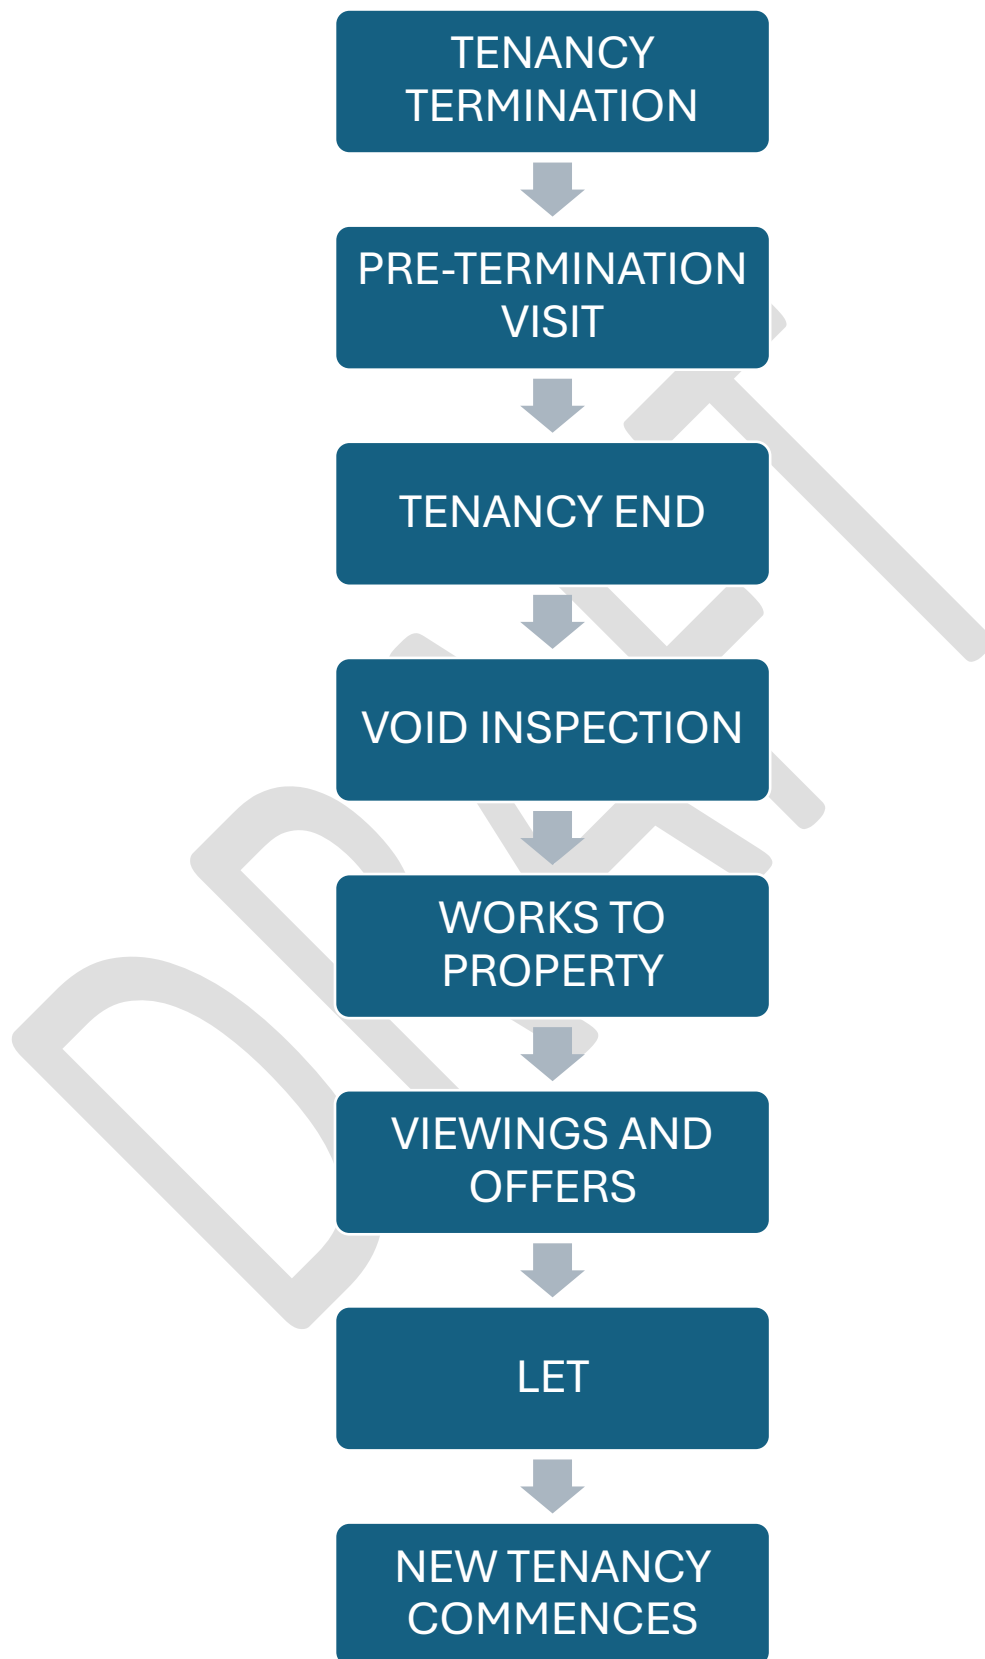 TENANCY
TERMINATION
PRE-TERMINATION
VISIT
TENANCY END
VOID INSPECTION
WORKS TO
PROPERTY
VIEWINGS AND
OFFERS
LET
NEW TENANCY
COMMENCES
DRAFT